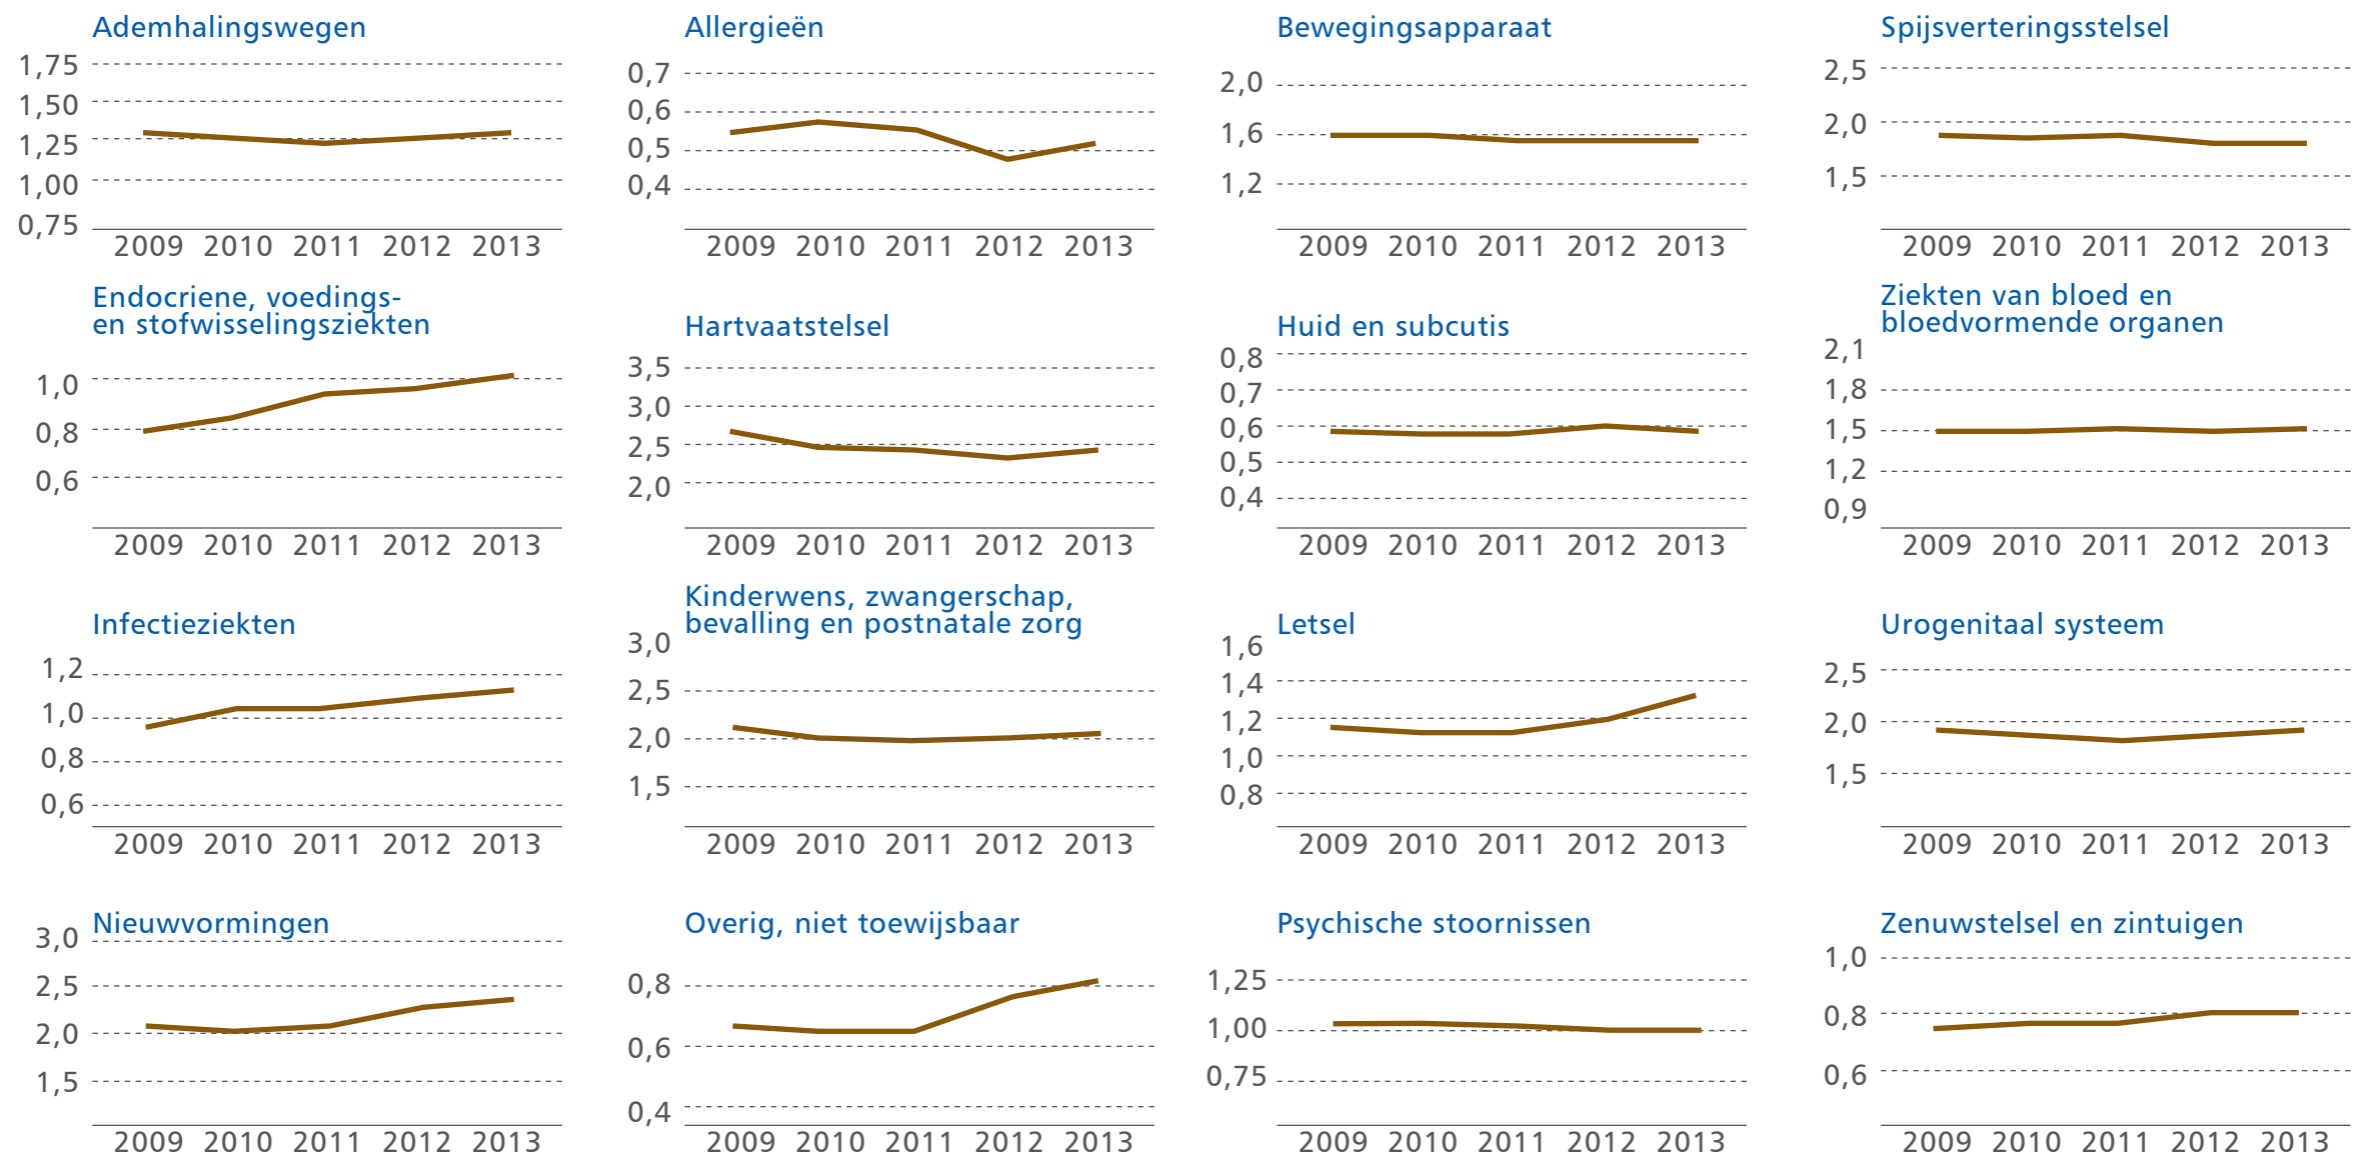 Ademhalingswegen
1,75
1,50
1,25
1,00
0,75
2009 2010 2011 2012 2013
Allergieën
0,7
0,6
0,5
0,4
2009 2010 2011 2012 2013
Bewegingsapparaat
2,0
1,6
1,2
2009 2010 2011 2012 2013
Spijsverteringsstelsel
2,5
2,0
1,5
2009 2010 2011 2012 2013
Endocriene, voedings-
en stofwisselingsziekten
1,0
0,8
0,6
2009 2010 2011 2012 2013
Hartvaatstelsel
3,5
3,0
2,5
2,0
2009 2010 2011 2012 2013
Huid en subcutis
0,8
0,7
0,6
0,5
0,4
2009 2010 2011 2012 2013
Ziekten van bloed en
bloedvormende organen
2,1
1,8
1,5
1,2
0,9
2009 2010 2011 2012 2013
Infectieziekten
1,2
1,0
0,8
0,6
2009 2010 2011 2012 2013
Kinderwens, zwangerschap,
bevalling en postnatale zorg
3,0
2,5
2,0
1,5
2009 2010 2011 2012 2013
Letsel
1,6
1,4
1,2
1,0
0,8
2009 2010 2011 2012 2013
Urogenitaal systeem
2,5
2,0
1,5
2009 2010 2011 2012 2013
Nieuwvormingen
3,0
2,5
2,0
1,5
2009 2010 2011 2012 2013
Overig, niet toewijsbaar
0,8
0,6
0,4
2009 2010 2011 2012 2013
Psychische stoornissen
1,25
1,00
0,75
2009 2010 2011 2012 2013
Zenuwstelsel en zintuigen
1,0
0,8
0,6
2009 2010 2011 2012 2013